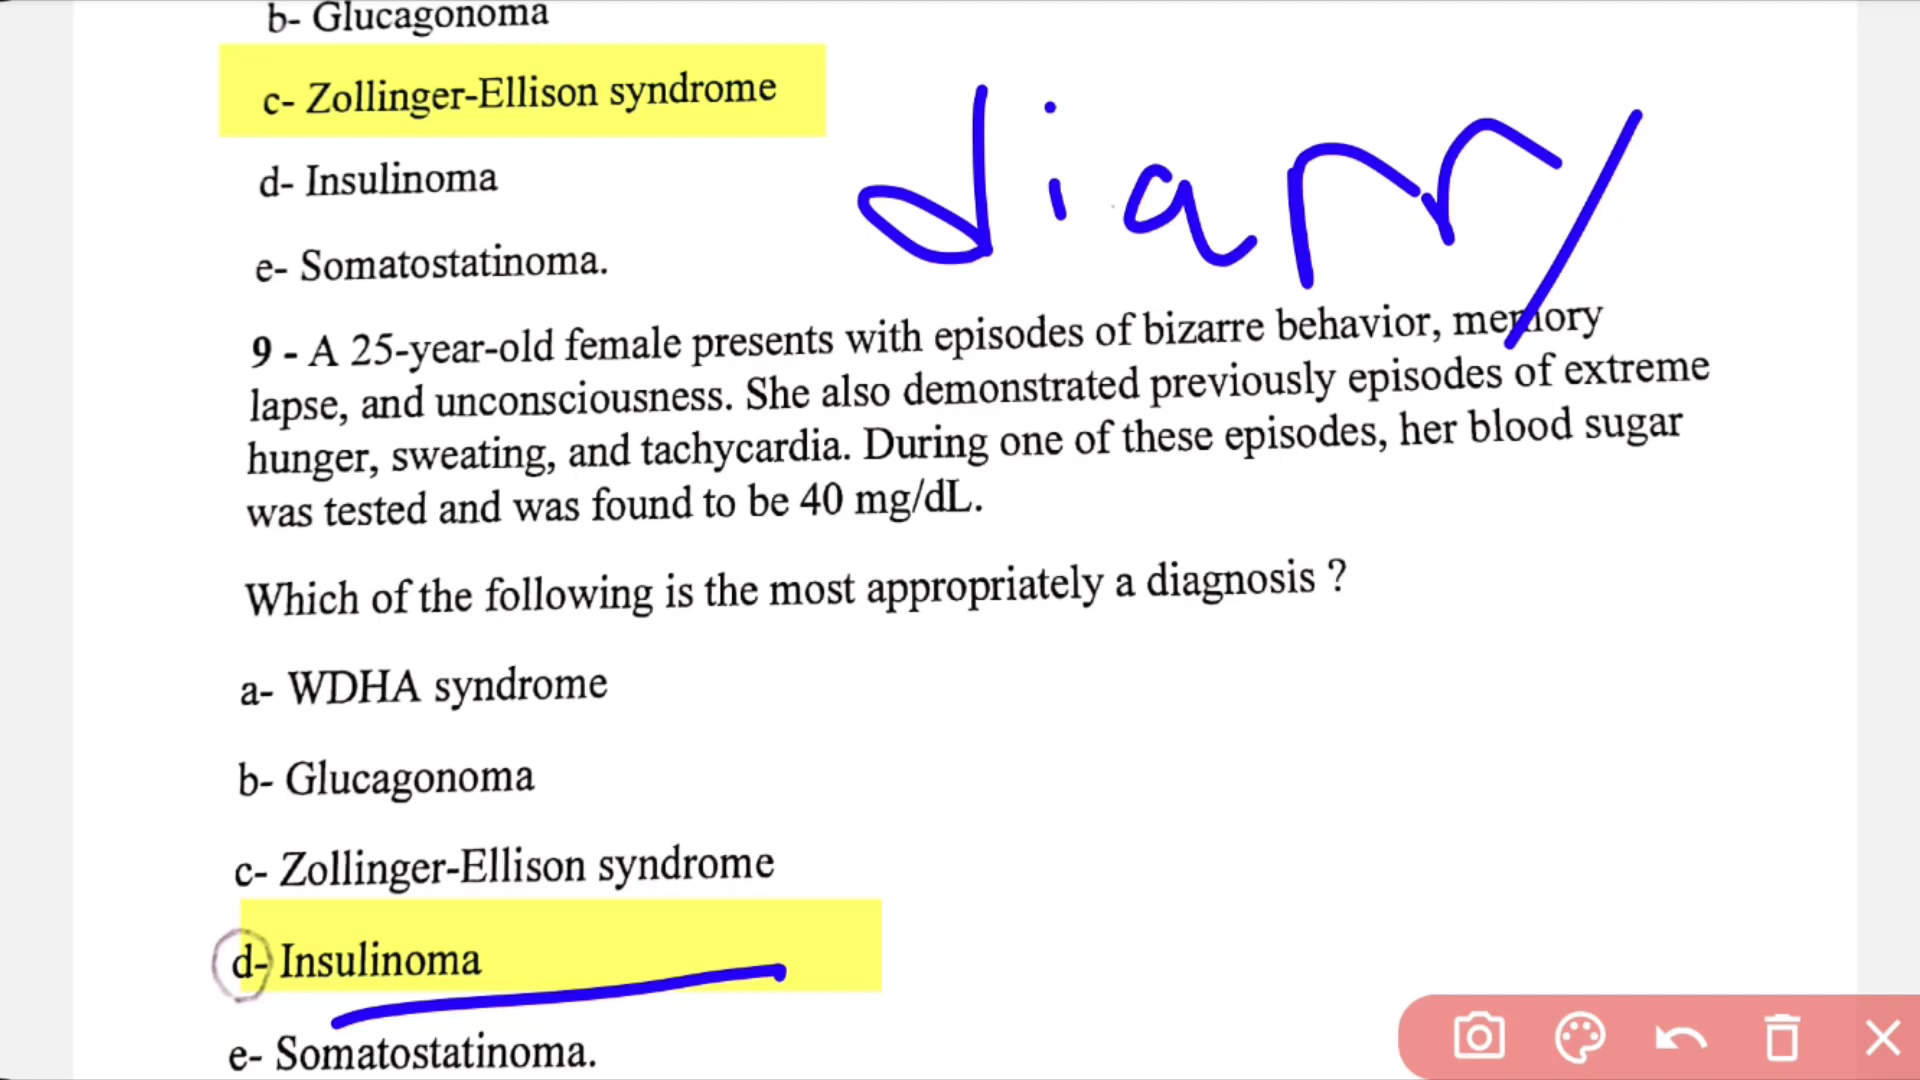 b- Glucagonoma
c- Zollinger-Ellison syndrome
d- Insulinoma
e- Somatostatinoma.
9 - A 25-year-old female presents with episodes of bizarre behavior, memory
lapse, and unconsciousness. She also demonstrated previously episodes of extreme
hunger, sweating, and tachycardia. During one of these episodes, her blood sugar
was tested and was found to be 40 mg/dL.
Which of the following is the most appropriately a diagnosis ?
a- WDHA syndrome
b- Glucagonoma
c- Zollinger-Ellison syndrome
d- Insulinoma
e- Somatostatinoma.